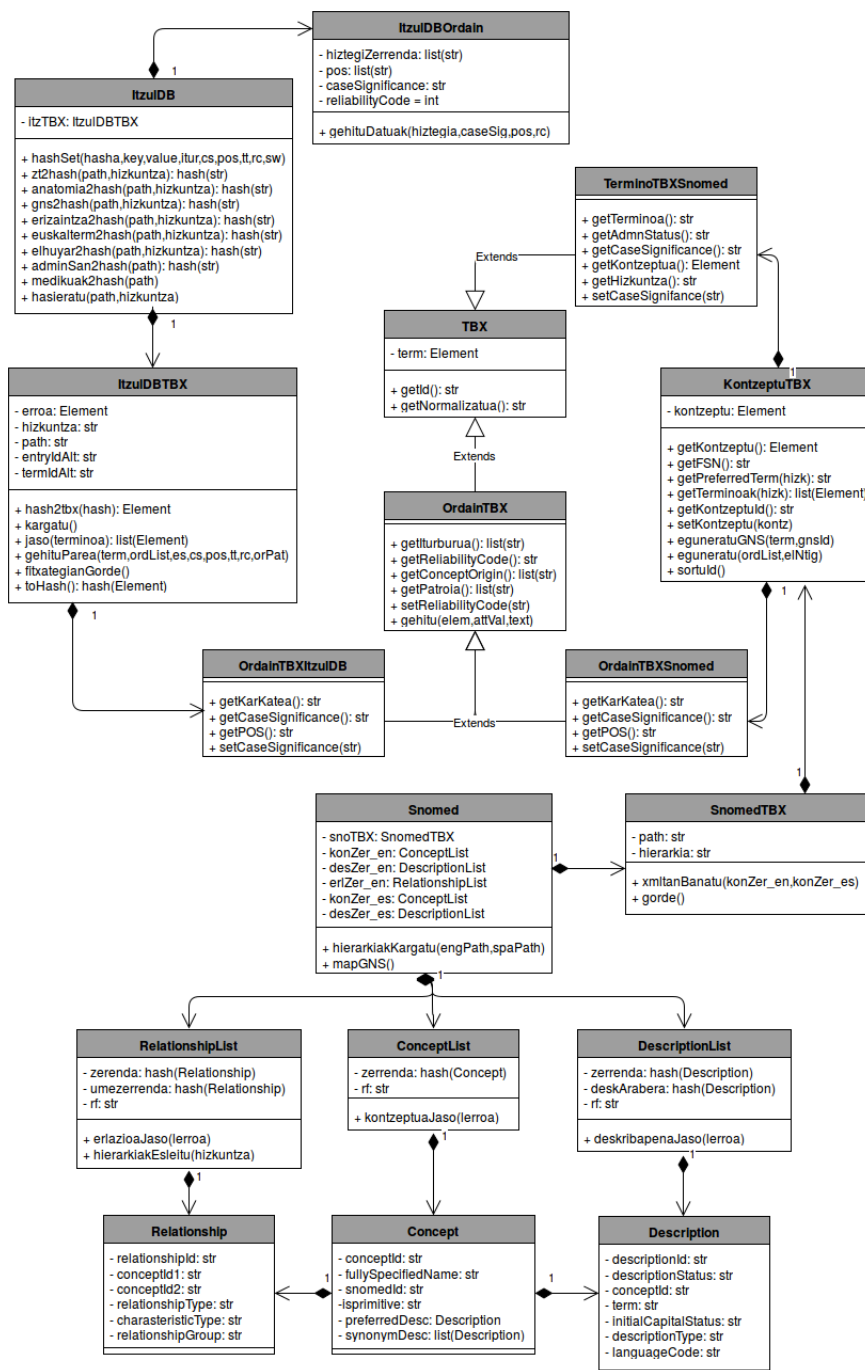 ItzulDBOrdain
- hiztegiZerrenda: list(str)
- pos: list(str)
- caseSignificance: str
- reliabilityCode = int
+ gehituDatuak(hiztegia,caseSig,pos,rc)
1
ItzulDB
- itzTBX: ItzulDBTBX
+ hashSet(hasha,key,value,itur,cs,pos,tt,rc,sw)
+ zt2hash(path,hizkuntza): hash(str)
+ anatomia2hash(path,hizkuntza): hash(str)
+ gns2hash(path,hizkuntza): hash(str)
+ erizaintza2hash(path,hizkuntza): hash(str)
+ euskalterm2hash(path,hizkuntza): hash(str)
+ elhuyar2hash(path,hizkuntza): hash(str)
+ adminSan2hash(path): hash(str)
+ medikuak2hash(path)
+ hasieratu(path,hizkuntza)
1
TerminoTBXSnomed
+ getTerminoa(): str
+ getAdmnStatus(): str
+ getCaseSignificance(): str
+ getKontzeptua(): Element
+ getHizkuntza(): str
+ setCaseSignifance(str)
Extends
TBX
- term: Element
+ getId(): str
+ getNormalizatua(): str
1
ItzulDBTBX
- erroa: Element
- hizkuntza: str
- path: str
- entryIdAlt: str
- termIdAlt: str
+ hash2tbx(hash): Element
+ kargatu()
+ jaso(terminoa): list(Element)
+ gehituParea(term,ordList,es,cs,pos,tt,rc,orPat)
+ fitxategianGorde()
+ toHash(): hash(Element)
1
KontzeptuTBX
- kontzeptu: Element
+ getKontzeptu(): Element
+ getFSN(): str
+ getPreferredTerm(hizk): str
+ getTerminoak(hizk): list(Element)
+ getKontzeptuId(): str
+ setKontzeptu(kontz)
+ eguneratuGNS(term,gnsId)
+ eguneratu(ordList,elNtig)
+ sortuId()
1
Extends
OrdainTBX
+ getIturburua(): list(str)
+ getReliabilityCode(): str
+ getConceptOrigin(): list(str)
+ getPatroia(): list(str)
+ setReliabilityCode(str)
+ gehitu(elem,attVal,text)
OrdainTBXItzulDB
+ getKarKatea(): str
+ getCaseSignificance(): str
+ getPOS(): str
+ setCaseSignificance(str)
Extends
OrdainTBXSnomed
+ getKarKatea(): str
+ getCaseSignificance(): str
+ getPOS(): str
+ setCaseSignificance(str)
1
Snomed
- snoTBX: SnomedTBX
- konZer_en: ConceptList
- desZer_en: DescriptionList
- erlZer_en: RelationshipList
- konZer_es: ConceptList
- desZer_es: DescriptionList
+ hierarkiakKargatu(engPath,spaPath)
+ mapGNS()
1
SnomedTBX
- path: str
- hierarkia: str
+ xmltanBanatu(konZer_en,konZer_es)
+ gorde()
1
RelationshipList
- zerenda: hash(Relationship)
- umezerrenda: hash(Relationship)
- rf: str
+ erlazioaJaso(lerroa)
+ hierarkiakEsleitu(hizkuntza)
1
ConceptList
- zerrenda: hash(Concept)
- rf: str
+ kontzeptuaJaso(lerroa)
1
DescriptionList
- zerrenda: hash(Description)
- deskArabera: hash(Description)
- rf: str
+ deskribapenaJaso(lerroa)
1
Relationship
- relationshipId: str
- conceptId1: str
- conceptId2: str
- relationshipType: str
- charasteristicType: str
- relationshipGroup: str
1
Concept
- conceptId: str
- fullySpecifiedName: str
- snomedId: str
-isprimitive: str
- preferredDesc: Description
- synonymDesc: list(Description)
1
Description
- descriptionId: str
- descriptionStatus: str
- conceptId: str
- term: str
- initialCapitalStatus: str
- descriptionType: str
- languageCode: str